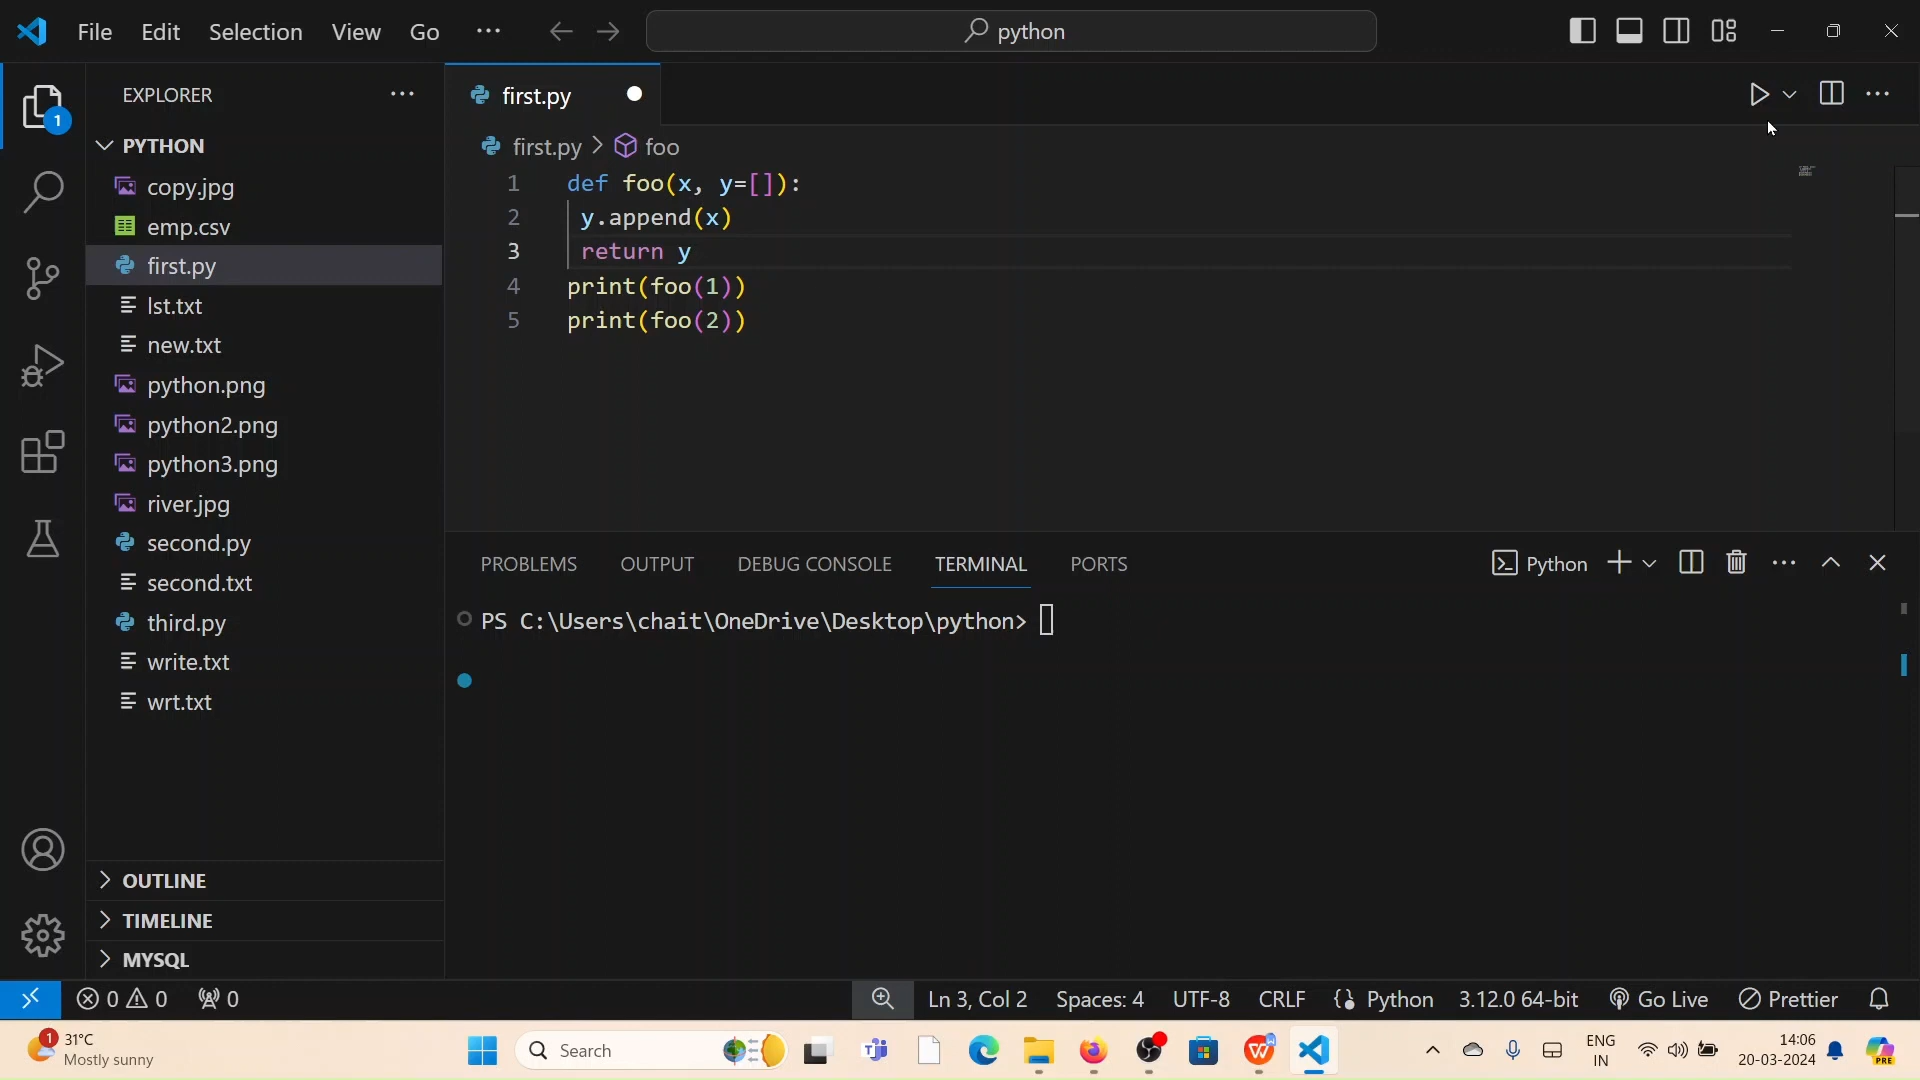 File Edit Selection View Go ··· python
EXPLORER ···
first.py
1
PYTHON
first.py > foo
copy.jpg
emp.csv
first.py
lst.txt
new.txt
python.png
python2.png
python3.png
river.jpg
second.py
second.txt
third.py
write.txt
wrt.txt
OUTLINE
TIMELINE
MYSQL
1 def foo(x, y=[]):
2 y.append(x)
3 return y
4 print(foo(1))
5 print(foo(2))
PROBLEMS OUTPUT DEBUG CONSOLE TERMINAL PORTS Python
PS C:\Users\chait\OneDrive\Desktop\python>
0 0 0 Ln 3, Col 2 Spaces: 4 UTF-8 CRLF Python 3.12.0 64-bit Go Live Prettier
1 31°C
Mostly sunny
Search
ENG
IN
14:06
20-03-2024
PRE